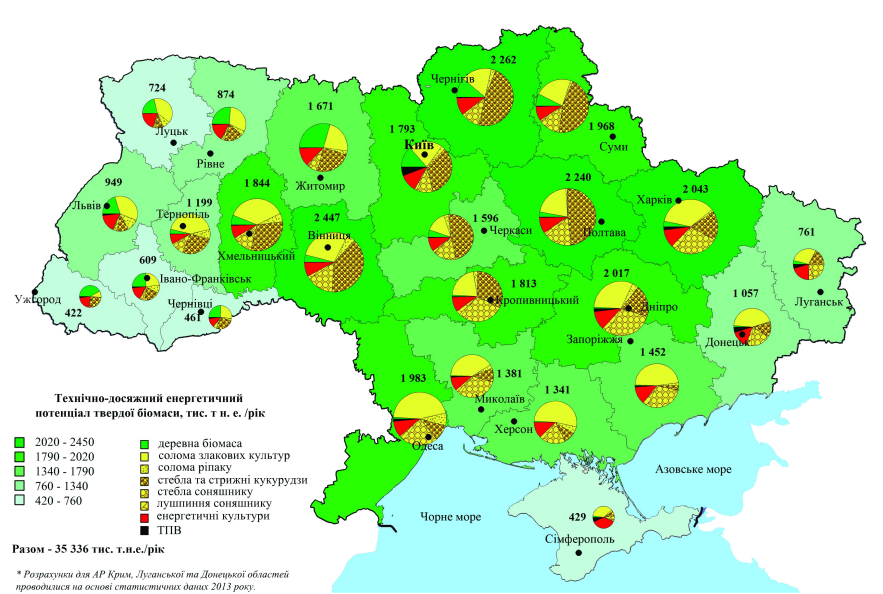 2 262
Чернігів
724
874
1 671
1 793
1 968
Суми
Луцьк
Рівне
Київ
Житомир
949
1 199
1 844
2 240
2 043
Харків
Львів
Тернопіль
2 447
Вінниця
1 596
Черкаси
Полтава
761
Хмельницький
609
Івано-Франківськ
1 813
2 017
1 057
Луганськ
Ужгород
422
Чернівці
461
Кропивницький
Дніпро
Запоріжжя
Донецьк
1 983
1 381
1 452
1 341
Миколаїв
Херсон
Одеса
Технічно-досяжний енергетичний
потенціал твердої біомаси, тис. т н. е. /рік
2020 - 2450
1790 - 2020
1340 - 1790
760 - 1340
420 - 760
деревна біомаса
солома злакових культур
солома ріпаку
стебла та стрижні кукурудзи
стебла соняшнику
лушпиння соняшнику
енергетичні культури
ТПВ
Азовське море
Чорне море
429
Сімферополь
Разом - 35 336 тис. т.н.е./рік
* Розрахунки для АР Крим, Луганської та Донецької областей
проводилися на основі статистичних даних 2013 року.